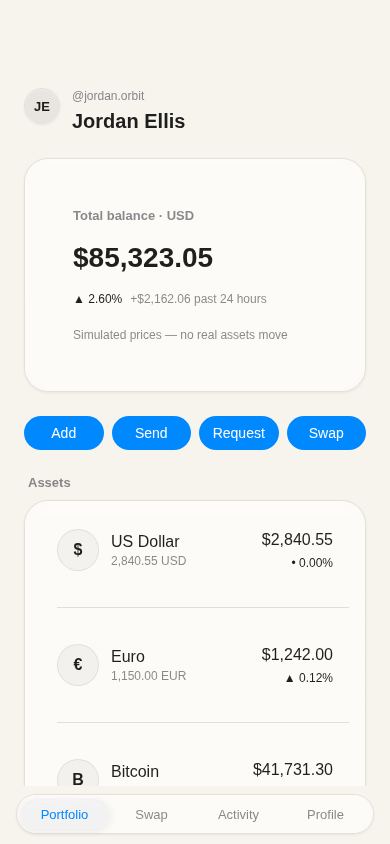 JE
@jordan.orbit
Jordan Ellis
Total balance · USD
$85,323.05
▲ 2.60% +$2,162.06 past 24 hours
Simulated prices — no real assets move
Add Send Request Swap
Assets
$
US Dollar $2,840.55
2,840.55 USD • 0.00%
€
Euro $1,242.00
1,150.00 EUR ▲ 0.12%
B
Bitcoin $41,731.30
Portfolio Swap Activity Profile